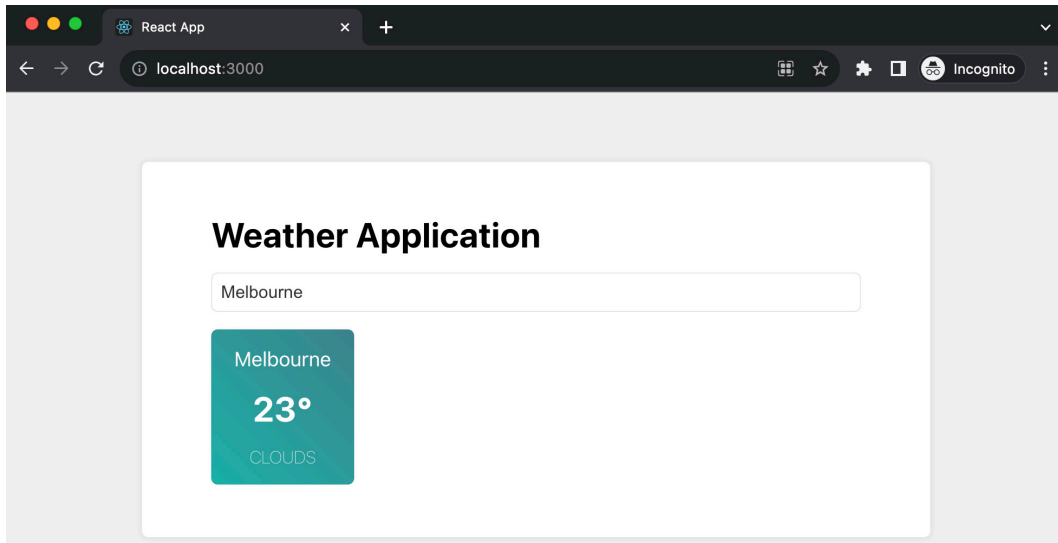 React App
localhost:3000
Incognito
Weather Application
Melbourne
Melbourne
23°
CLOUDS